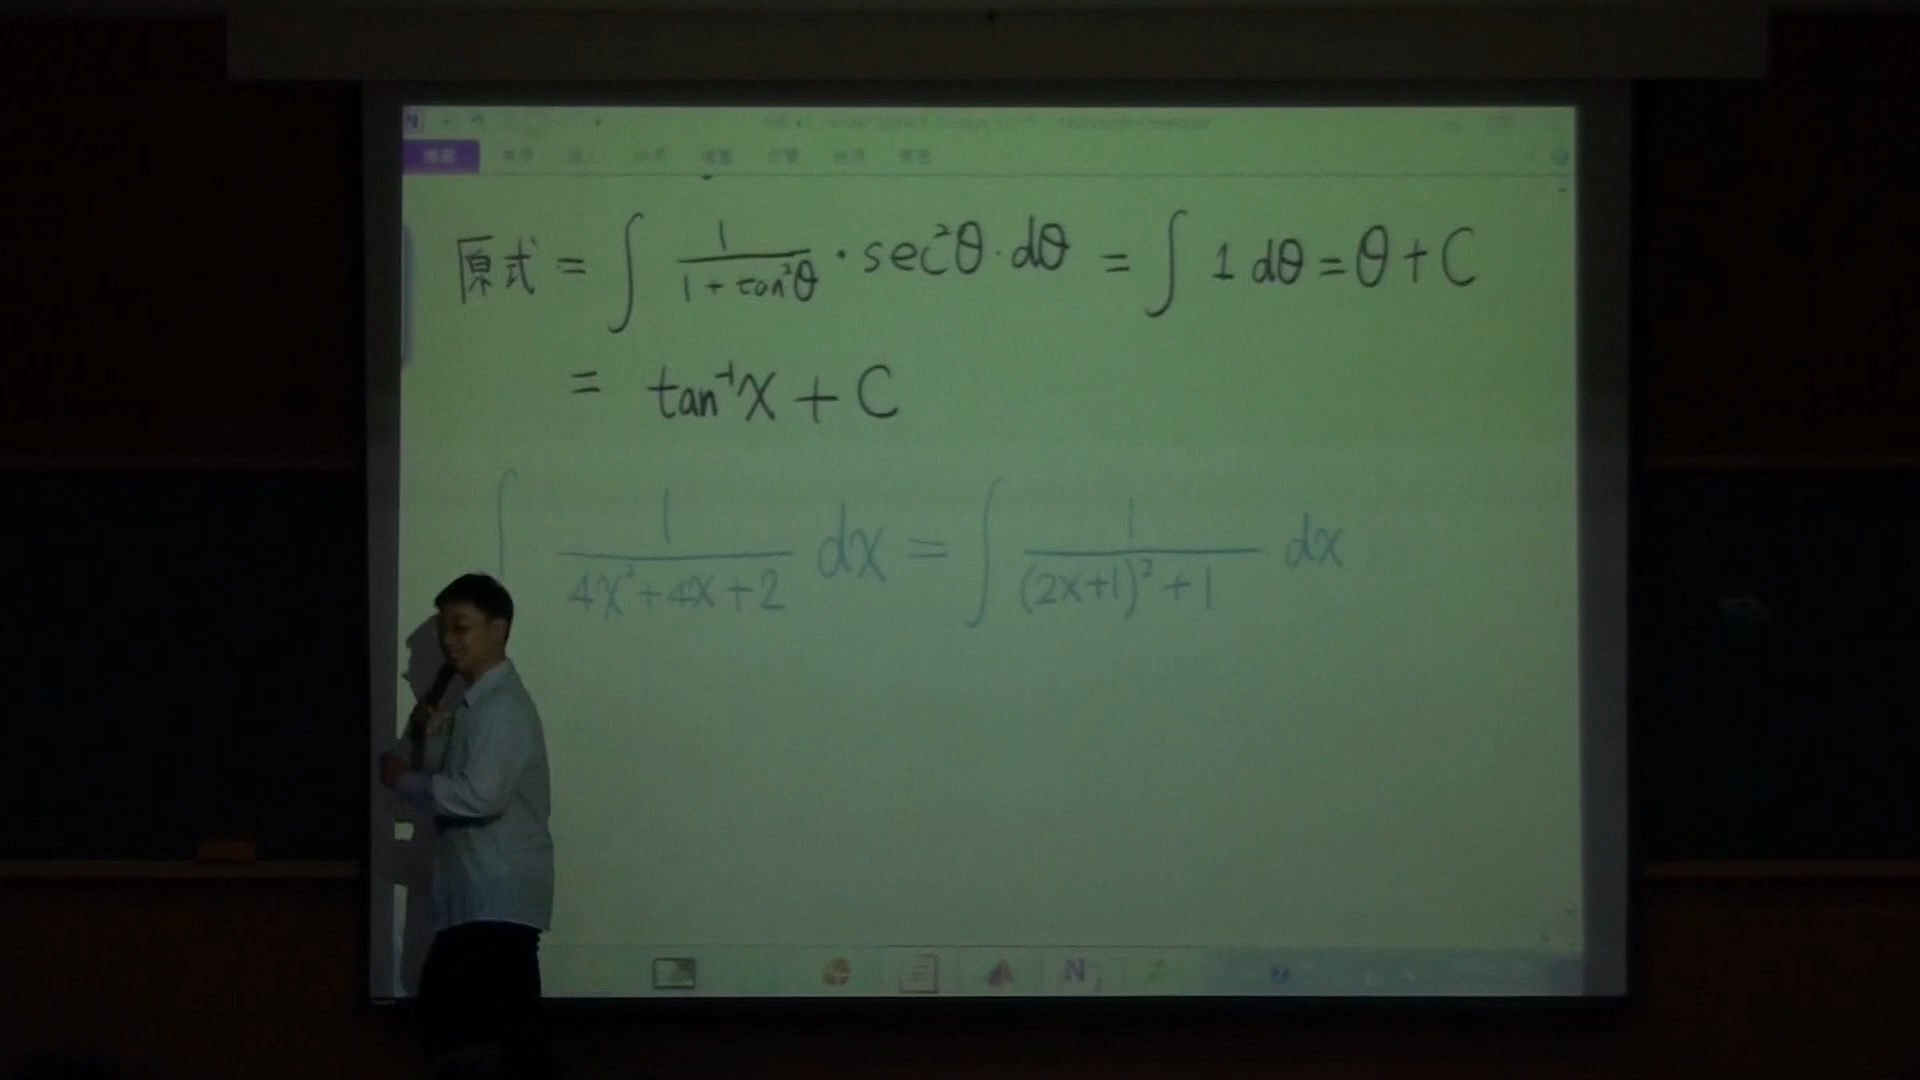 原式 = ∫ 1/(1 + tan²θ) · sec²θ · dθ = ∫ 1 dθ = θ + C
= tan⁻¹x + C
∫ 1/(4x² + 4x + 2) dx = ∫ 1/((2x+1)² + 1) dx